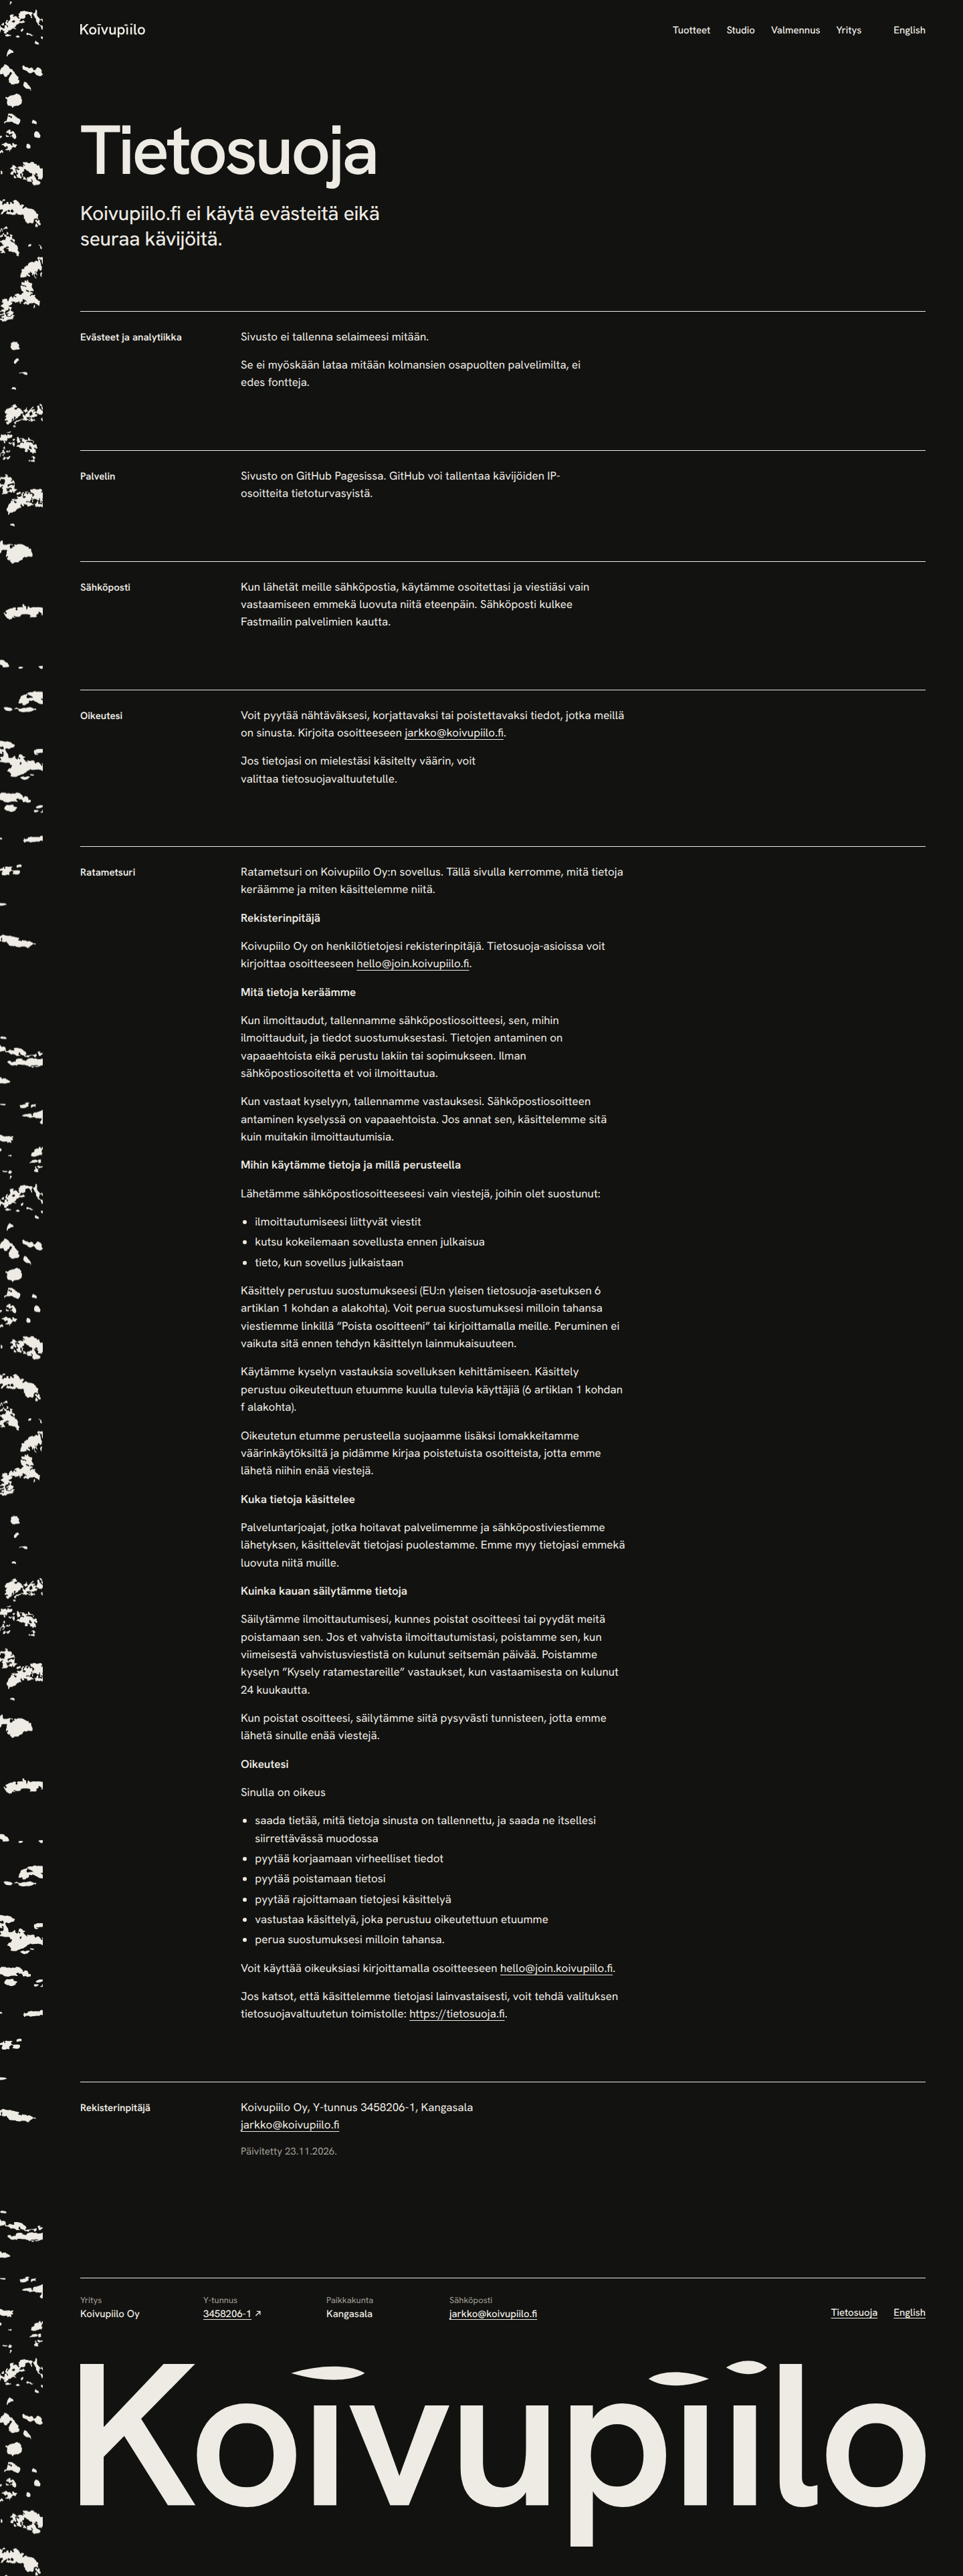 Koivupiilo
Tuotteet Studio Valmennus Yritys English
Tietosuoja
Koivupiilo.fi ei käytä evästeitä eikä
seuraa kävijöitä.
Evästeet ja analytiikka
Sivusto ei tallenna selaimeesi mitään.
Se ei myöskään lataa mitään kolmansien osapuolten palvelimilta, ei
edes fontteja.
Palvelin
Sivusto on GitHub Pagesissa. GitHub voi tallentaa kävijöiden IP-
osoitteita tietoturvasyistä.
Sähköposti
Kun lähetät meille sähköpostia, käytämme osoitettasi ja viestiäsi vain
vastaamiseen emmekä luovuta niitä eteenpäin. Sähköposti kulkee
Fastmailin palvelimien kautta.
Oikeutesi
Voit pyytää nähtäväksesi, korjattavaksi tai poistettavaksi tiedot, jotka meillä
on sinusta. Kirjoita osoitteeseen jarkko@koivupiilo.fi.
Jos tietojasi on mielestäsi käsitelty väärin, voit
valittaa tietosuojavaltuutetulle.
Ratametsuri
Ratametsuri on Koivupiilo Oy:n sovellus. Tällä sivulla kerromme, mitä tietoja
keräämme ja miten käsittelemme niitä.
Rekisterinpitäjä
Koivupiilo Oy on henkilötietojesi rekisterinpitäjä. Tietosuoja-asioissa voit
kirjoittaa osoitteeseen hello@join.koivupiilo.fi.
Mitä tietoja keräämme
Kun ilmoittaudut, tallennamme sähköpostiosoitteesi, sen, mihin
ilmoittauduit, ja tiedot suostumuksestasi. Tietojen antaminen on
vapaaehtoista eikä perustu lakiin tai sopimukseen. Ilman
sähköpostiosoitetta et voi ilmoittautua.
Kun vastaat kyselyyn, tallennamme vastauksesi. Sähköpostiosoitteen
antaminen kyselyssä on vapaaehtoista. Jos annat sen, käsittelemme sitä
kuin muitakin ilmoittautumisia.
Mihin käytämme tietoja ja millä perusteella
Lähetämme sähköpostiosoitteeseesi vain viestejä, joihin olet suostunut:
• ilmoittautumiseesi liittyvät viestit
• kutsu kokeilemaan sovellusta ennen julkaisua
• tieto, kun sovellus julkaistaan
Käsittely perustuu suostumukseesi (EU:n yleisen tietosuoja-asetuksen 6
artiklan 1 kohdan a alakohta). Voit perua suostumuksesi milloin tahansa
viestiemme linkillä ”Poista osoitteeni” tai kirjoittamalla meille. Peruminen ei
vaikuta sitä ennen tehdyn käsittelyn lainmukaisuuteen.
Käytämme kyselyn vastauksia sovelluksen kehittämiseen. Käsittely
perustuu oikeutettuun etuumme kuulla tulevia käyttäjiä (6 artiklan 1 kohdan
f alakohta).
Oikeutetun etumme perusteella suojaamme lisäksi lomakkeitamme
väärinkäytöksiltä ja pidämme kirjaa poistetuista osoitteista, jotta emme
lähetä niihin enää viestejä.
Kuka tietoja käsittelee
Palveluntarjoajat, jotka hoitavat palvelimemme ja sähköpostiviestiemme
lähetyksen, käsittelevät tietojasi puolestamme. Emme myy tietojasi emmekä
luovuta niitä muille.
Kuinka kauan säilytämme tietoja
Säilytämme ilmoittautumisesi, kunnes poistat osoitteesi tai pyydät meitä
poistamaan sen. Jos et vahvista ilmoittautumistasi, poistamme sen, kun
viimeisestä vahvistusviestistä on kulunut seitsemän päivää. Poistamme
kyselyn ”Kysely ratamestareille” vastaukset, kun vastaamisesta on kulunut
24 kuukautta.
Kun poistat osoitteesi, säilytämme siitä pysyvästi tunnisteen, jotta emme
lähetä sinulle enää viestejä.
Oikeutesi
Sinulla on oikeus
• saada tietää, mitä tietoja sinusta on tallennettu, ja saada ne itsellesi
siirrettävässä muodossa
• pyytää korjaamaan virheelliset tiedot
• pyytää poistamaan tietosi
• pyytää rajoittamaan tietojesi käsittelyä
• vastustaa käsittelyä, joka perustuu oikeutettuun etuumme
• perua suostumuksesi milloin tahansa.
Voit käyttää oikeuksiasi kirjoittamalla osoitteeseen hello@join.koivupiilo.fi.
Jos katsot, että käsittelemme tietojasi lainvastaisesti, voit tehdä valituksen
tietosuojavaltuutetun toimistolle: https://tietosuoja.fi.
Rekisterinpitäjä
Koivupiilo Oy, Y-tunnus 3458206-1, Kangasala
jarkko@koivupiilo.fi
Päivitetty 23.11.2026.
Yritys Y-tunnus Paikkakunta Sähköposti
Koivupiilo Oy 3458206-1 ↗ Kangasala jarkko@koivupiilo.fi Tietosuoja English
Koivupiilo